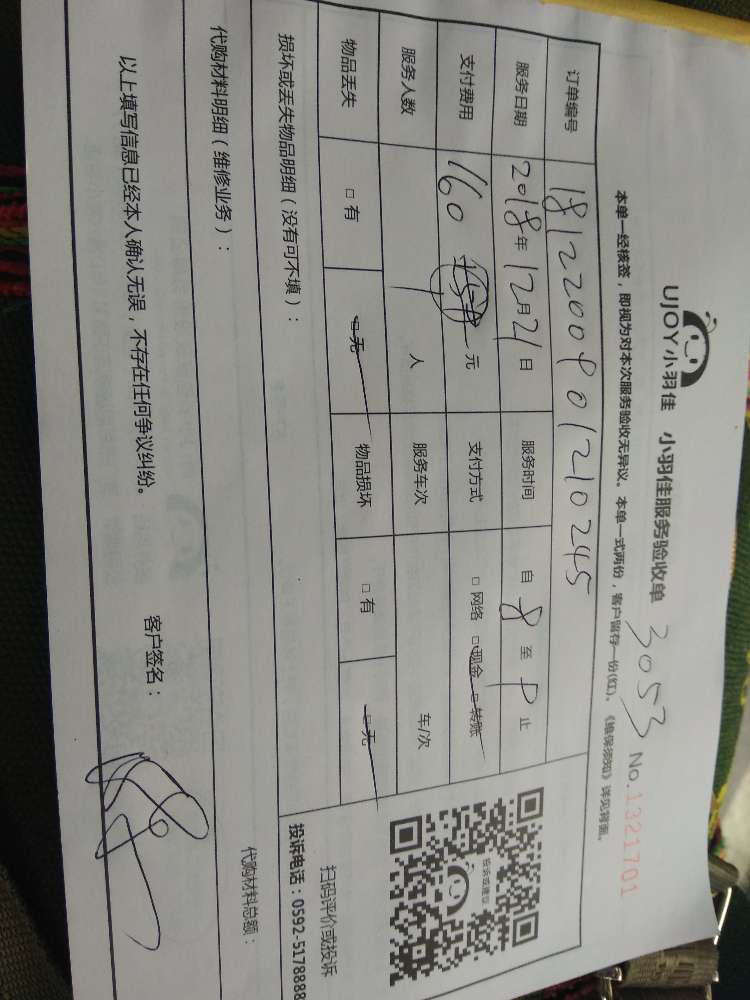 UJOY小羽佳 小羽佳服务验收单 3053 No.1321701
本单一经核签，即视为对本次服务验收无异议。本单一式两份，客户留存一份(红)。《维保须知》详见背面。
订单编号 181220090121 0245
服务日期 2018年12月21日 服务时间 自 8 至 P 止
支付费用 160 元 支付方式 □ 网络 □ 现金 □ 转账
服务人数 1 人 服务车次 车/次
物品丢失 □ 有 □ 无 物品损坏 □ 有 □ 无
损坏或丢失物品明细（没有可不填）：
扫码评价或投诉
投诉电话：0592-5178888
代购材料明细（维修业务）： 代购材料总额：
以上填写信息已经本人确认无误，不存在任何争议纠纷。 客户签名：